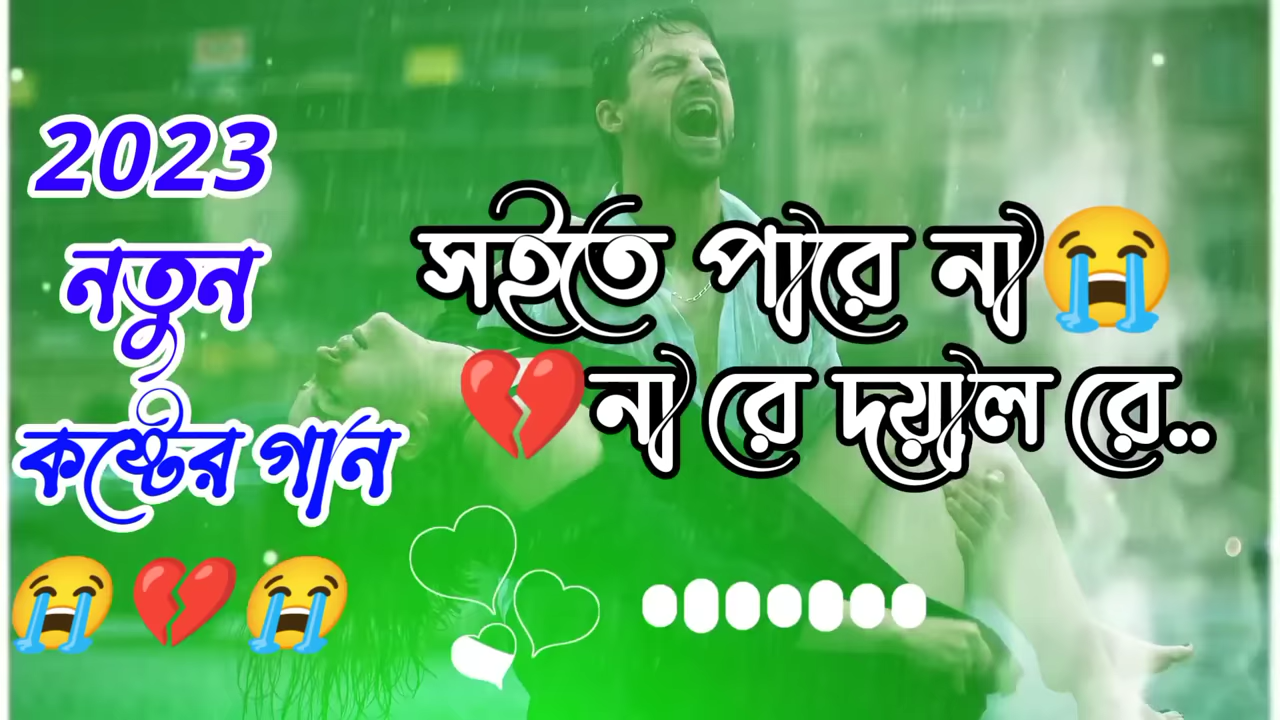 2023
নতুন
কষ্টের গান
😭💔😭
সইতে পারে না😭
💔না রে দয়াল রে..